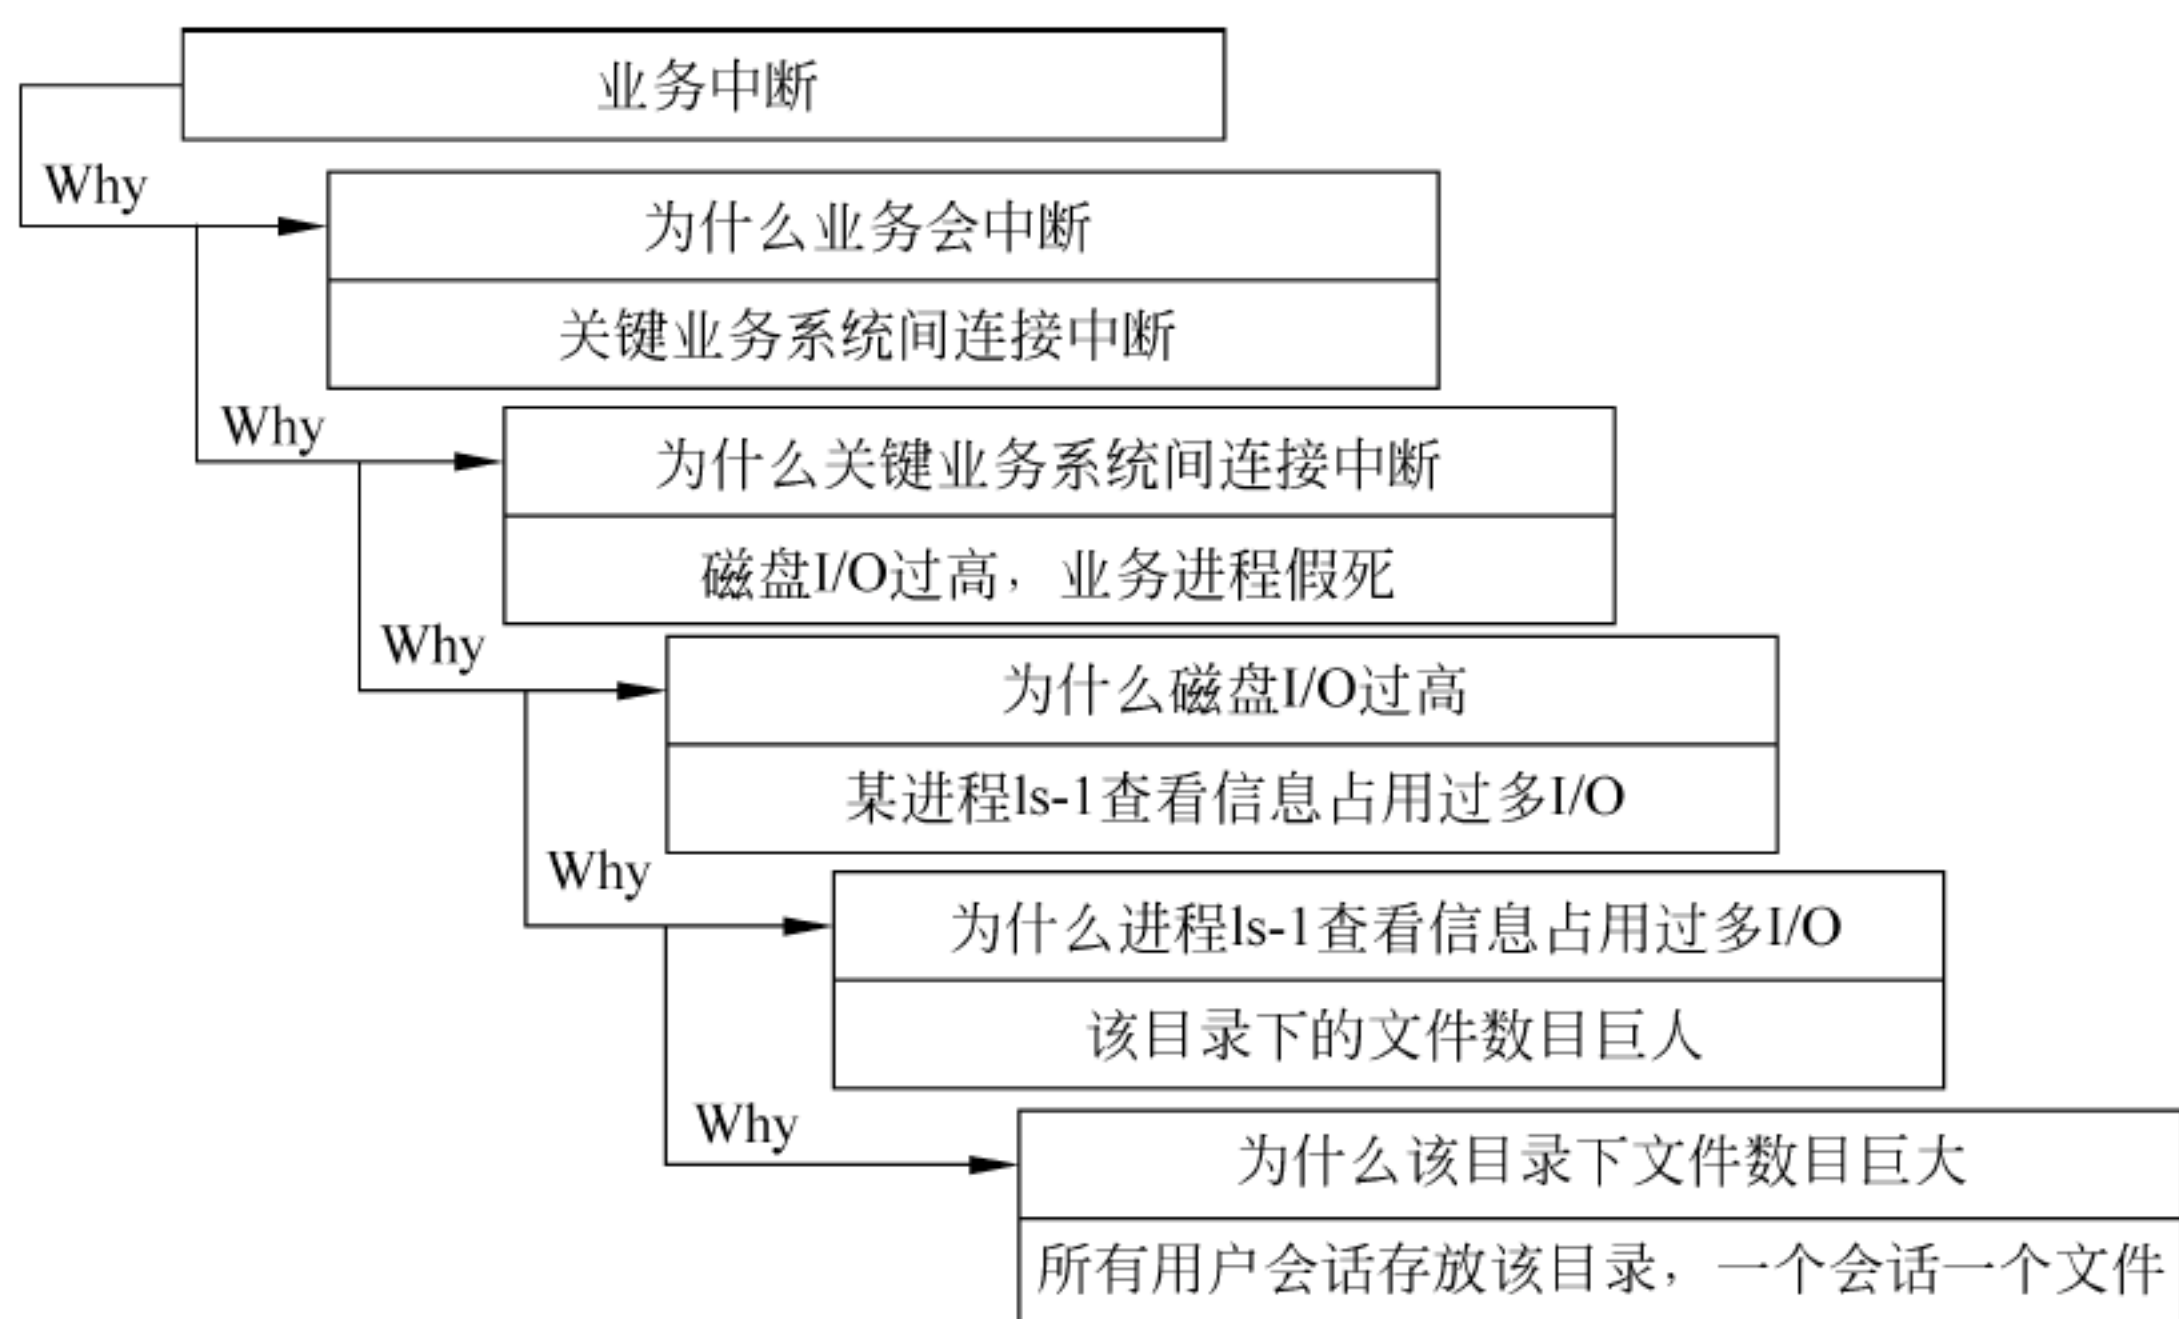 业务中断
Why
为什么业务会中断
关键业务系统间连接中断
Why
为什么关键业务系统间连接中断
磁盘I/O过高，业务进程假死
Why
为什么磁盘I/O过高
某进程ls-1查看信息占用过多I/O
Why
为什么进程ls-1查看信息占用过多I/O
该目录下的文件数目巨人
Why
为什么该目录下文件数目巨大
所有用户会话存放该目录，一个会话一个文件